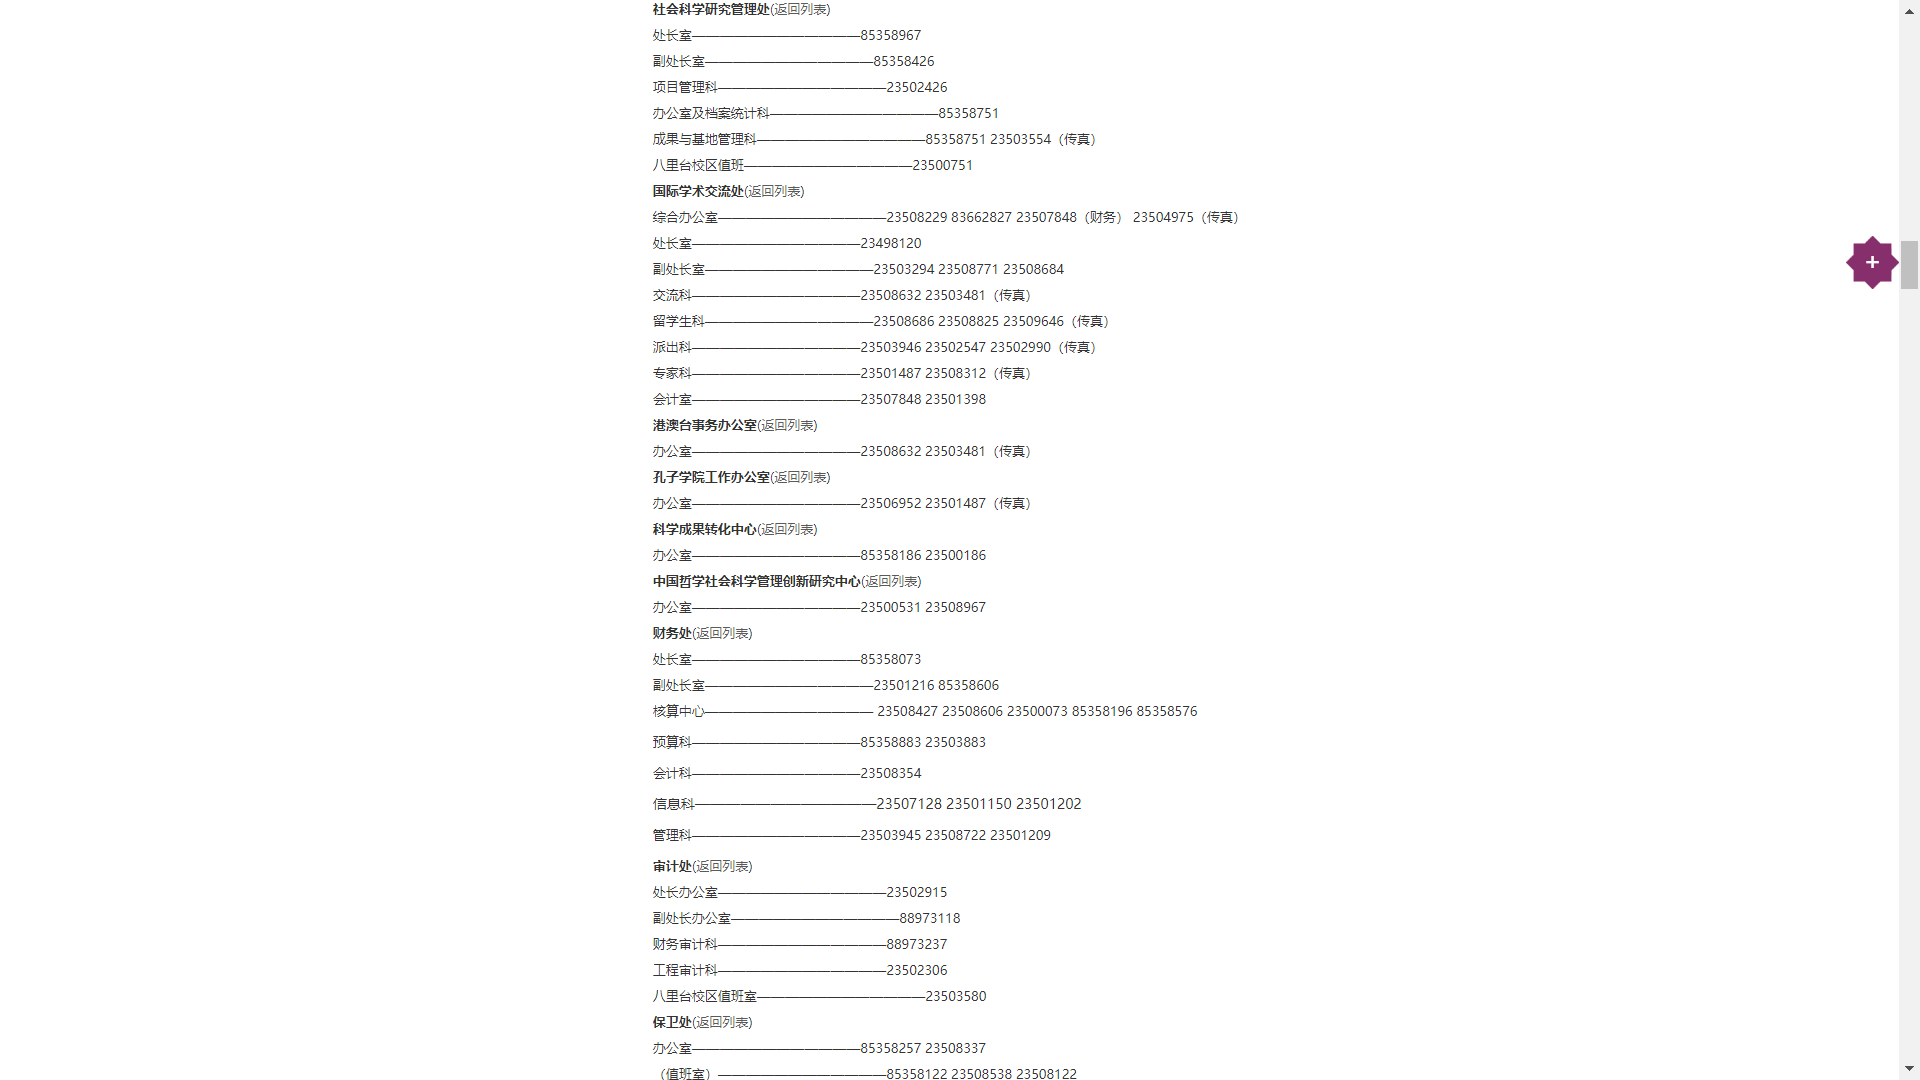 社会科学研究管理处(返回列表)
处长室————————————–85358967
副处长室————————————–85358426
项目管理科————————————–23502426
办公室及档案统计科————————————–85358751
成果与基地管理科————————————–85358751 23503554（传真）
八里台校区值班————————————–23500751
国际学术交流处(返回列表)
综合办公室————————————–23508229 83662827 23507848（财务） 23504975（传真）
处长室————————————–23498120
副处长室————————————–23503294 23508771 23508684
交流科————————————–23508632 23503481（传真）
留学生科————————————–23508686 23508825 23509646（传真）
派出科————————————–23503946 23502547 23502990（传真）
专家科————————————–23501487 23508312（传真）
会计室————————————–23507848 23501398
港澳台事务办公室(返回列表)
办公室————————————–23508632 23503481（传真）
孔子学院工作办公室(返回列表)
办公室————————————–23506952 23501487（传真）
科学成果转化中心(返回列表)
办公室————————————–85358186 23500186
中国哲学社会科学管理创新研究中心(返回列表)
办公室————————————–23500531 23508967
财务处(返回列表)
处长室————————————–85358073
副处长室————————————–23501216 85358606
核算中心————————————– 23508427 23508606 23500073 85358196 85358576
预算科————————————–85358883 23503883
会计科————————————–23508354
信息科————————————–23507128 23501150 23501202
管理科————————————–23503945 23508722 23501209
审计处(返回列表)
处长办公室————————————–23502915
副处长办公室————————————–88973118
财务审计科————————————–88973237
工程审计科————————————–23502306
八里台校区值班室————————————–23503580
保卫处(返回列表)
办公室————————————–85358257 23508337
（值班室）————————————–85358122 23508538 23508122